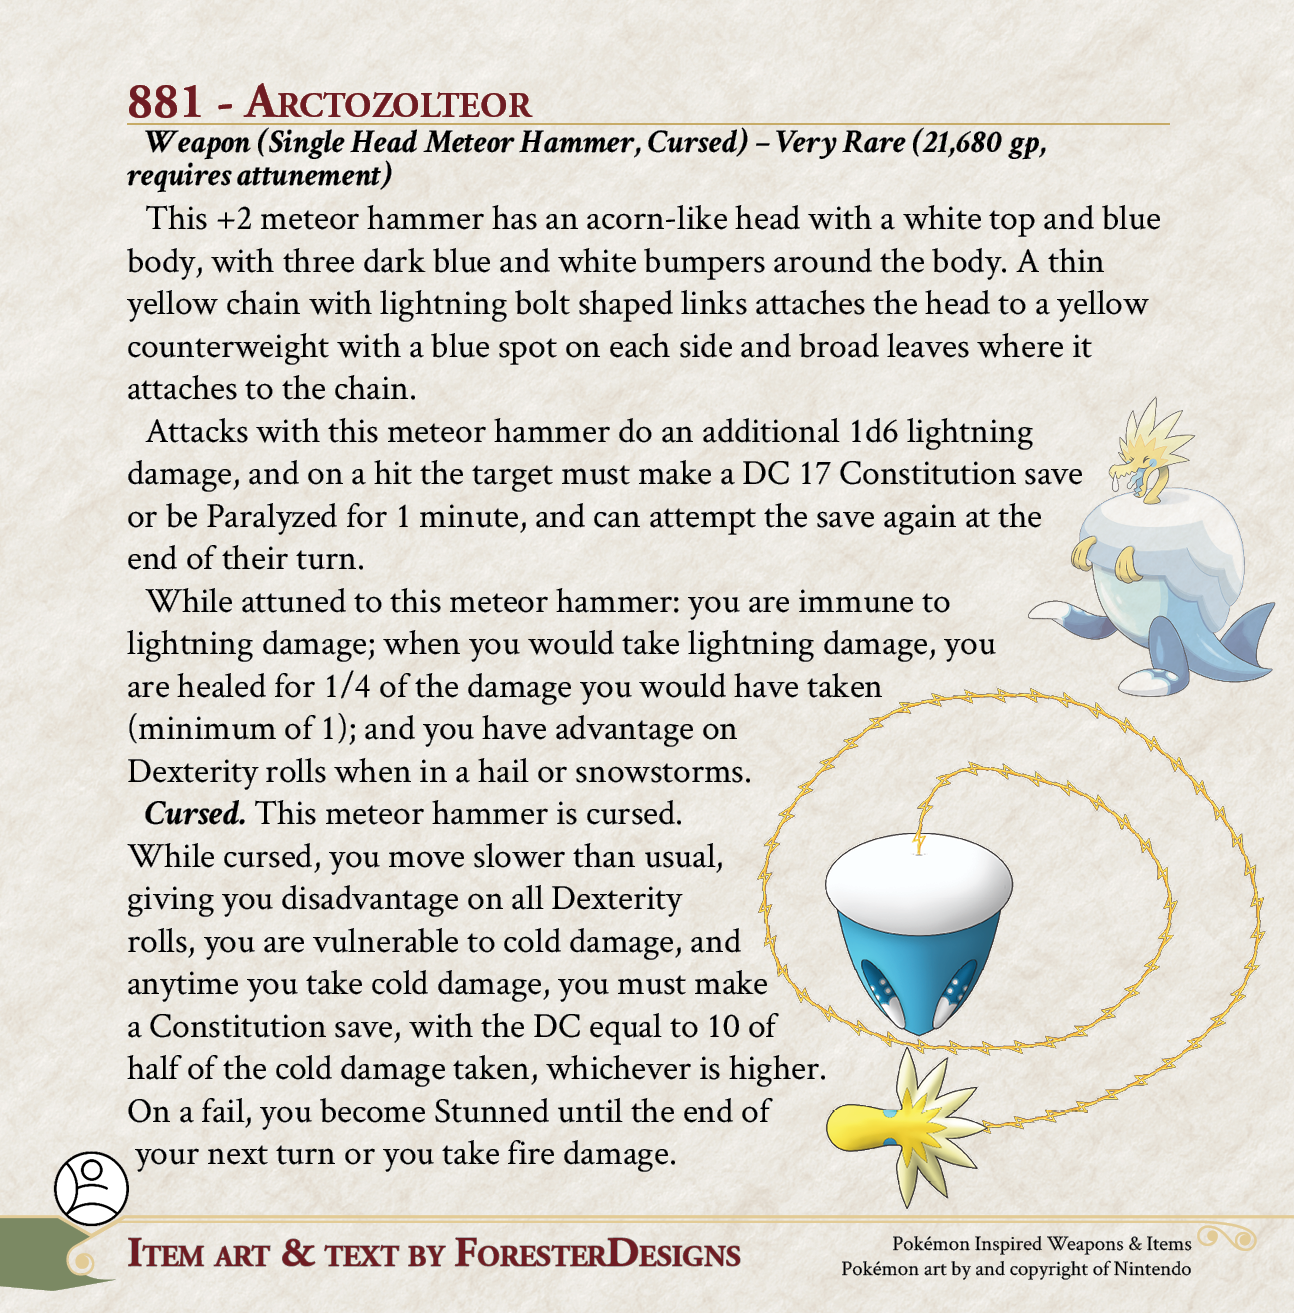 881 - Arctozolteor
Weapon (Single Head Meteor Hammer, Cursed) – Very Rare (21,680 gp,
requires attunement)
This +2 meteor hammer has an acorn-like head with a white top and blue
body, with three dark blue and white bumpers around the body. A thin
yellow chain with lightning bolt shaped links attaches the head to a yellow
counterweight with a blue spot on each side and broad leaves where it
attaches to the chain.
Attacks with this meteor hammer do an additional 1d6 lightning
damage, and on a hit the target must make a DC 17 Constitution save
or be Paralyzed for 1 minute, and can attempt the save again at the
end of their turn.
While attuned to this meteor hammer: you are immune to
lightning damage; when you would take lightning damage, you
are healed for 1/4 of the damage you would have taken
(minimum of 1); and you have advantage on
Dexterity rolls when in a hail or snowstorms.
Cursed. This meteor hammer is cursed.
While cursed, you move slower than usual,
giving you disadvantage on all Dexterity
rolls, you are vulnerable to cold damage, and
anytime you take cold damage, you must make
a Constitution save, with the DC equal to 10 of
half of the cold damage taken, whichever is higher.
On a fail, you become Stunned until the end of
your next turn or you take fire damage.
Item art & text by ForesterDesigns
Pokémon Inspired Weapons & Items
Pokémon art by and copyright of Nintendo